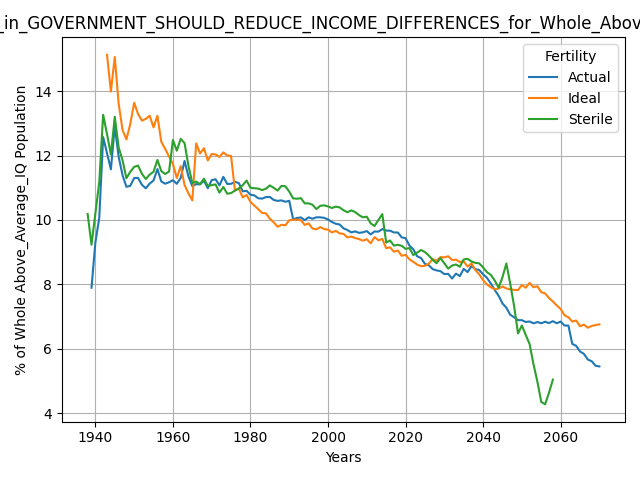 _in_GOVERNMENT_SHOULD_REDUCE_INCOME_DIFFERENCES_for_Whole_Abov
Fertility
Actual
Ideal
Sterile
% of Whole Above_Average_IQ Population
14
12
10
8
6
4
1940
1960
1980
2000
2020
2040
2060
Years